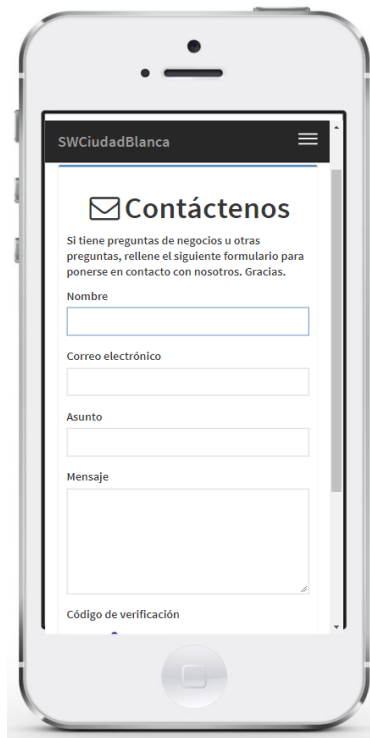 SWCiudadBlanca
Contáctenos
Si tiene preguntas de negocios u otras
preguntas, rellene el siguiente formulario para
ponerse en contacto con nosotros. Gracias.
Nombre
Correo electrónico
Asunto
Mensaje
Código de verificación